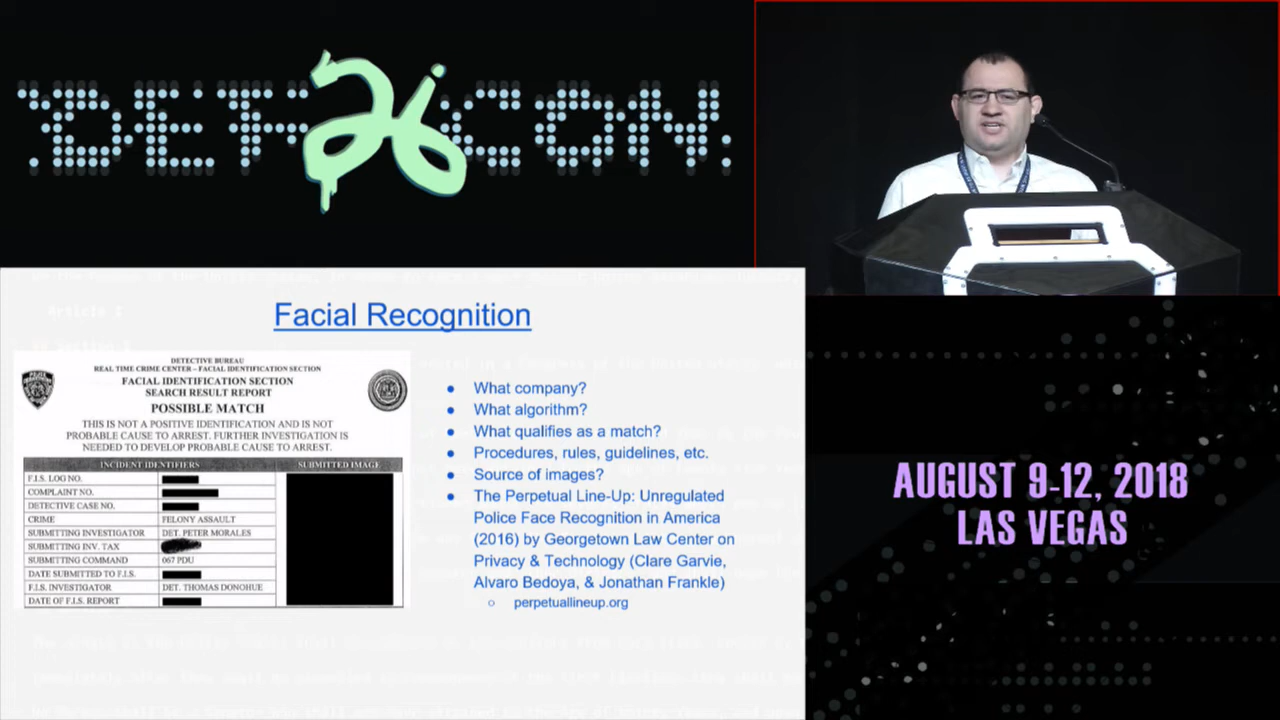 DEF CON
26
Facial Recognition
DETECTIVE BUREAU
REAL TIME CRIME CENTER – FACIAL IDENTIFICATION SECTION
FACIAL IDENTIFICATION SECTION
SEARCH RESULT REPORT
POSSIBLE MATCH
THIS IS NOT A POSITIVE IDENTIFICATION AND IS NOT
PROBABLE CAUSE TO ARREST. FURTHER INVESTIGATION IS
NEEDED TO DEVELOP PROBABLE CAUSE TO ARREST.
INCIDENT IDENTIFIERS SUBMITTED IMAGE
F.I.S. LOG NO.
COMPLAINT NO.
DETECTIVE CASE NO.
CRIME FELONY ASSAULT
SUBMITTING INVESTIGATOR DET. PETER MORALES
SUBMITTING INV. TAX
SUBMITTING COMMAND 067 PDU
DATE SUBMITTED TO F.I.S.
F.I.S. INVESTIGATOR DET. THOMAS DONOHUE
DATE OF F.I.S. REPORT
What company?
What algorithm?
What qualifies as a match?
Procedures, rules, guidelines, etc.
Source of images?
The Perpetual Line-Up: Unregulated
Police Face Recognition in America
(2016) by Georgetown Law Center on
Privacy & Technology (Clare Garvie,
Alvaro Bedoya, & Jonathan Frankle)
perpetuallineup.org
AUGUST 9-12, 2018
LAS VEGAS